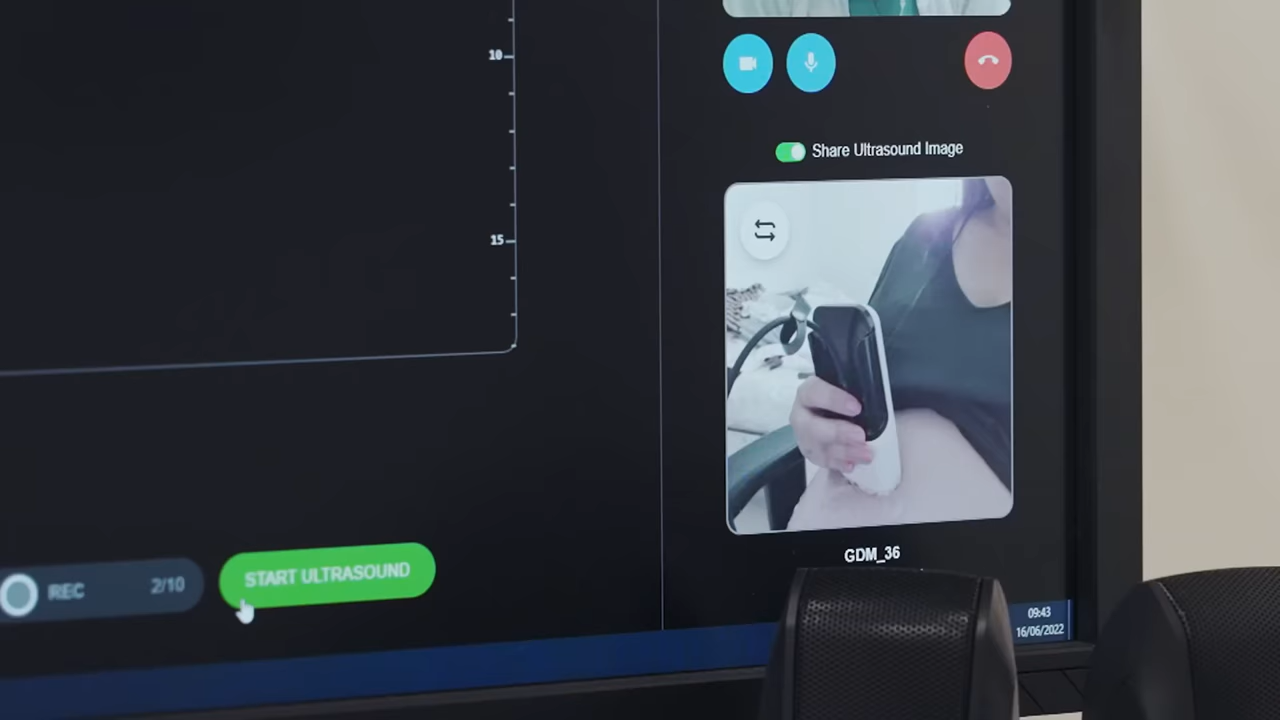 10
Share Ultrasound Image
15
GDM_36
REC 2/10
START ULTRASOUND
09:43
16/06/2022